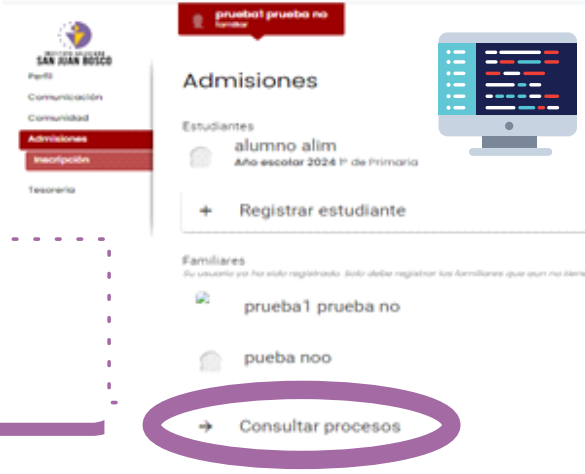 prueba1 prueba no
familiar
SAN JUAN BOSCO
Perfil
Comunicación
Comunidad
Admisiones
Inscripción
Tesorería
Admisiones
Estudiantes
alumno alim
Año escolar 2024 1º de Primaria
+ Registrar estudiante
Familiares
Su usuario ya ha sido registrado. Solo debe registrar los familiares que aun no tiene
prueba1 prueba no
pueba noo
→ Consultar procesos